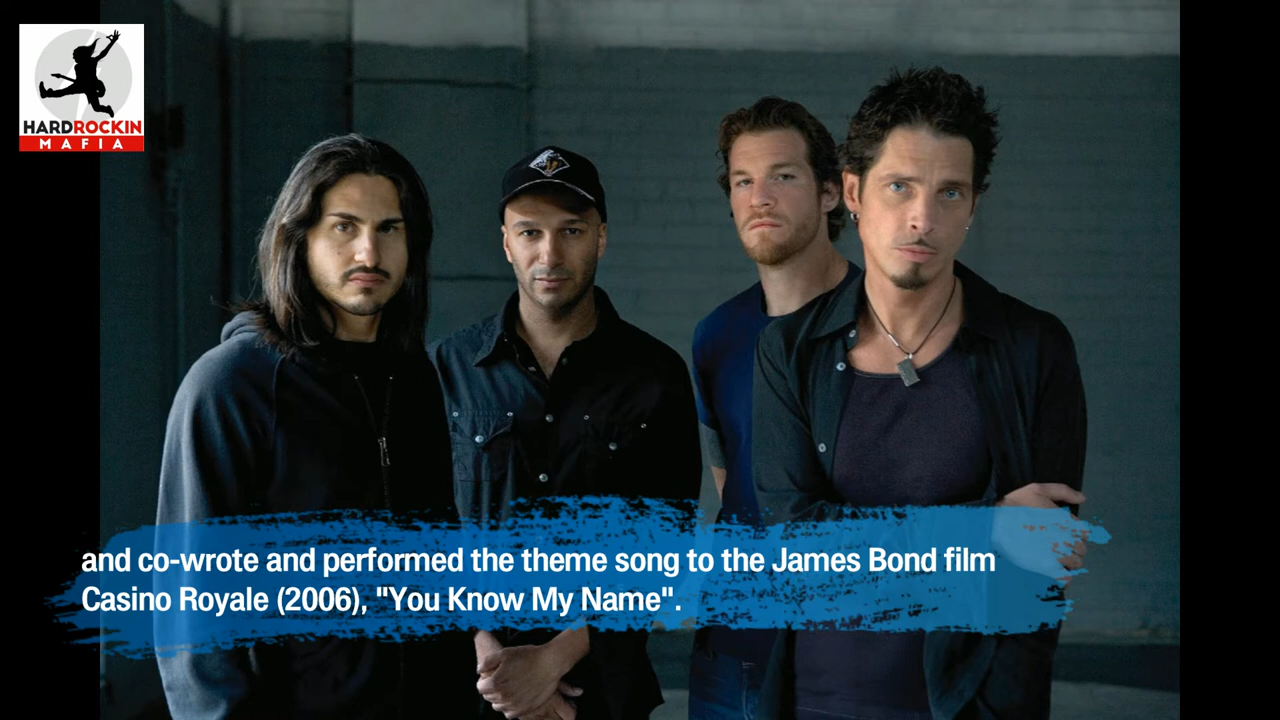 HARDROCKIN
MAFIA
and co-wrote and performed the theme song to the James Bond film
Casino Royale (2006), "You Know My Name".